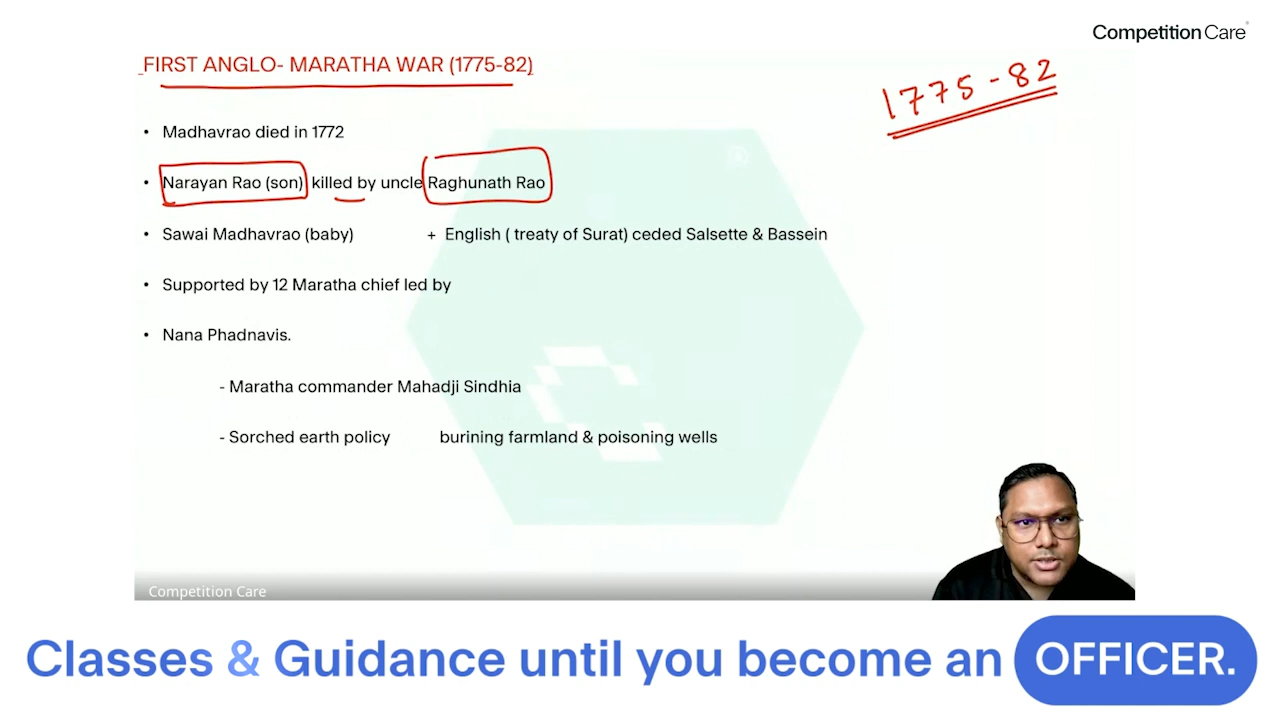 Competition Care
FIRST ANGLO- MARATHA WAR (1775-82)
1775-82
• Madhavrao died in 1772
• Narayan Rao (son) killed by uncle Raghunath Rao
• Sawai Madhavrao (baby) + English ( treaty of Surat) ceded Salsette & Bassein
• Supported by 12 Maratha chief led by
• Nana Phadnavis.
- Maratha commander Mahadji Sindhia
- Sorched earth policy burining farmland & poisoning wells
Competition Care
Classes & Guidance until you become an OFFICER.